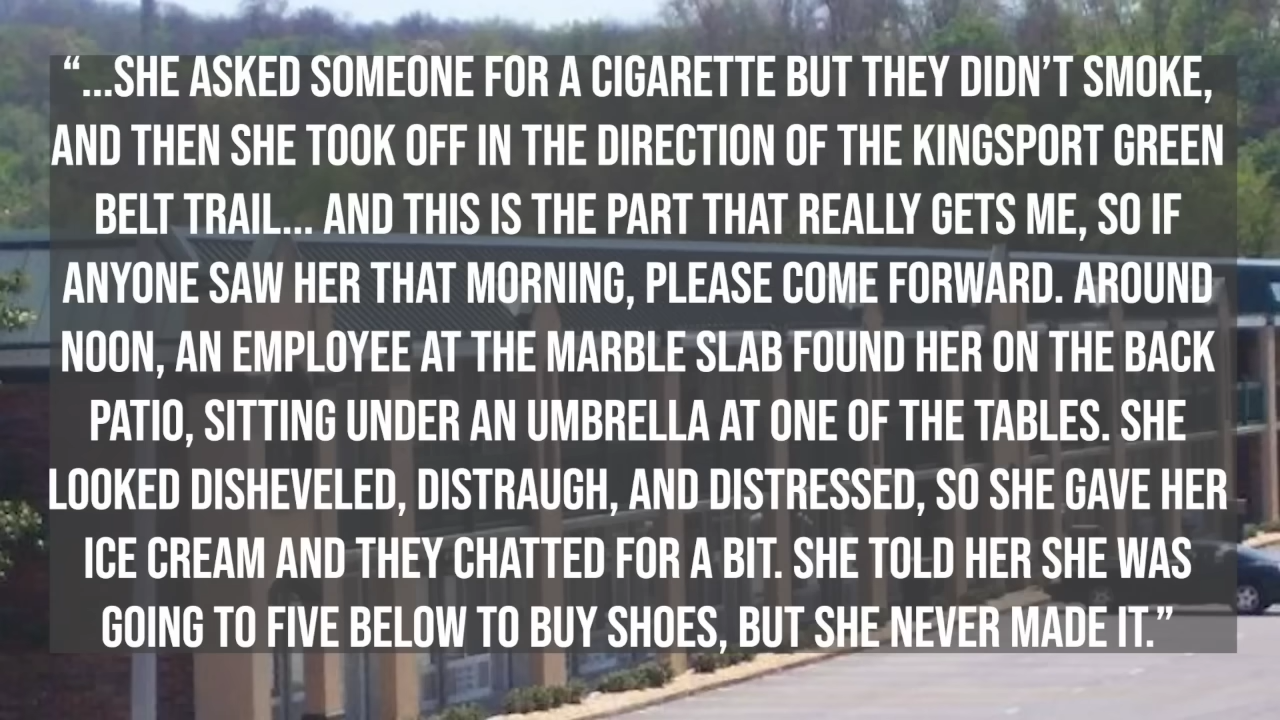 “...SHE ASKED SOMEONE FOR A CIGARETTE BUT THEY DIDN’T SMOKE,
AND THEN SHE TOOK OFF IN THE DIRECTION OF THE KINGSPORT GREEN
BELT TRAIL... AND THIS IS THE PART THAT REALLY GETS ME, SO IF
ANYONE SAW HER THAT MORNING, PLEASE COME FORWARD. AROUND
NOON, AN EMPLOYEE AT THE MARBLE SLAB FOUND HER ON THE BACK
PATIO, SITTING UNDER AN UMBRELLA AT ONE OF THE TABLES. SHE
LOOKED DISHEVELED, DISTRAUGH, AND DISTRESSED, SO SHE GAVE HER
ICE CREAM AND THEY CHATTED FOR A BIT. SHE TOLD HER SHE WAS
GOING TO FIVE BELOW TO BUY SHOES, BUT SHE NEVER MADE IT.”